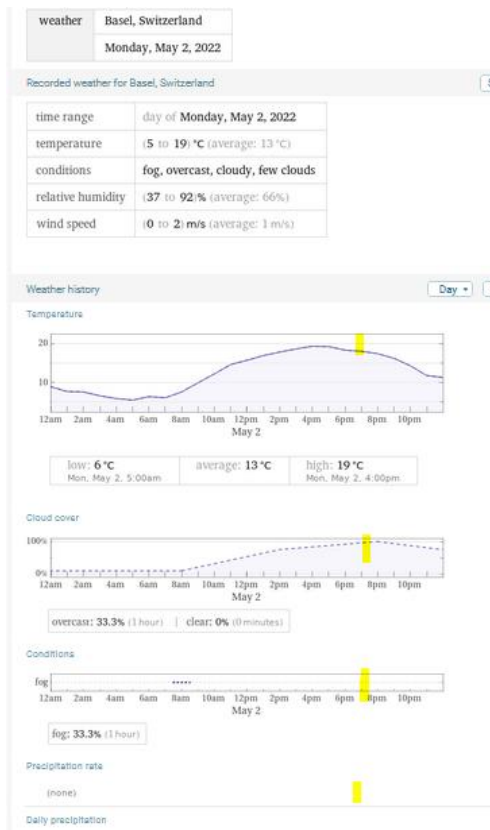 weather Basel, Switzerland
Monday, May 2, 2022
Recorded weather for Basel, Switzerland
time range day of Monday, May 2, 2022
temperature (5 to 19) °C (average: 13 °C)
conditions fog, overcast, cloudy, few clouds
relative humidity (37 to 92)% (average: 66%)
wind speed (0 to 2) m/s (average: 1 m/s)
Weather history Day
Temperature
20
10
12am 2am 4am 6am 8am 10am 12pm 2pm 4pm 6pm 8pm 10pm
May 2
low: 6 °C average: 13 °C high: 19 °C
Mon, May 2, 5:00am Mon, May 2, 4:00pm
Cloud cover
100%
0%
12am 2am 4am 6am 8am 10am 12pm 2pm 4pm 6pm 8pm 10pm
May 2
overcast: 33.3% (1 hour) | clear: 0% (0 minutes)
Conditions
fog
12am 2am 4am 6am 8am 10am 12pm 2pm 4pm 6pm 8pm 10pm
May 2
fog: 33.3% (1 hour)
Precipitation rate
(none)
Daily precipitation